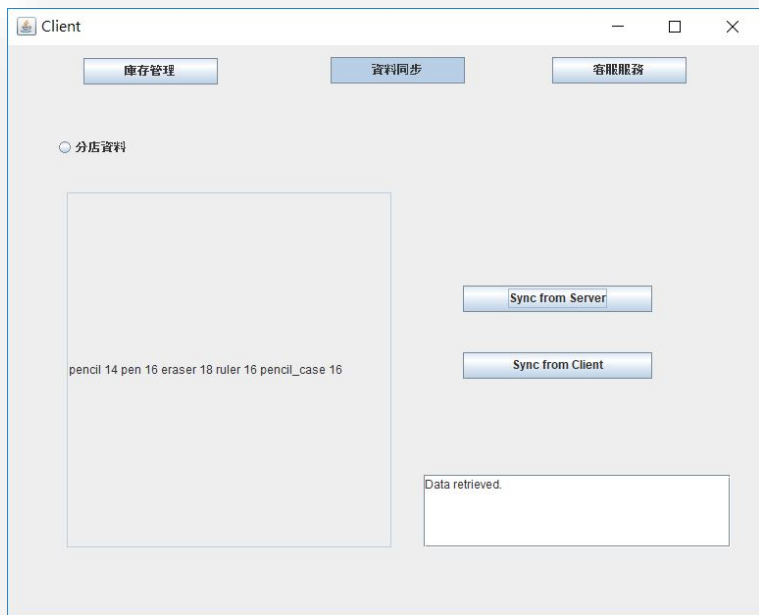 Client
庫存管理 資料同步 客服服務
分店資料
Sync from Server
pencil 14 pen 16 eraser 18 ruler 16 pencil_case 16
Sync from Client
Data retrieved.